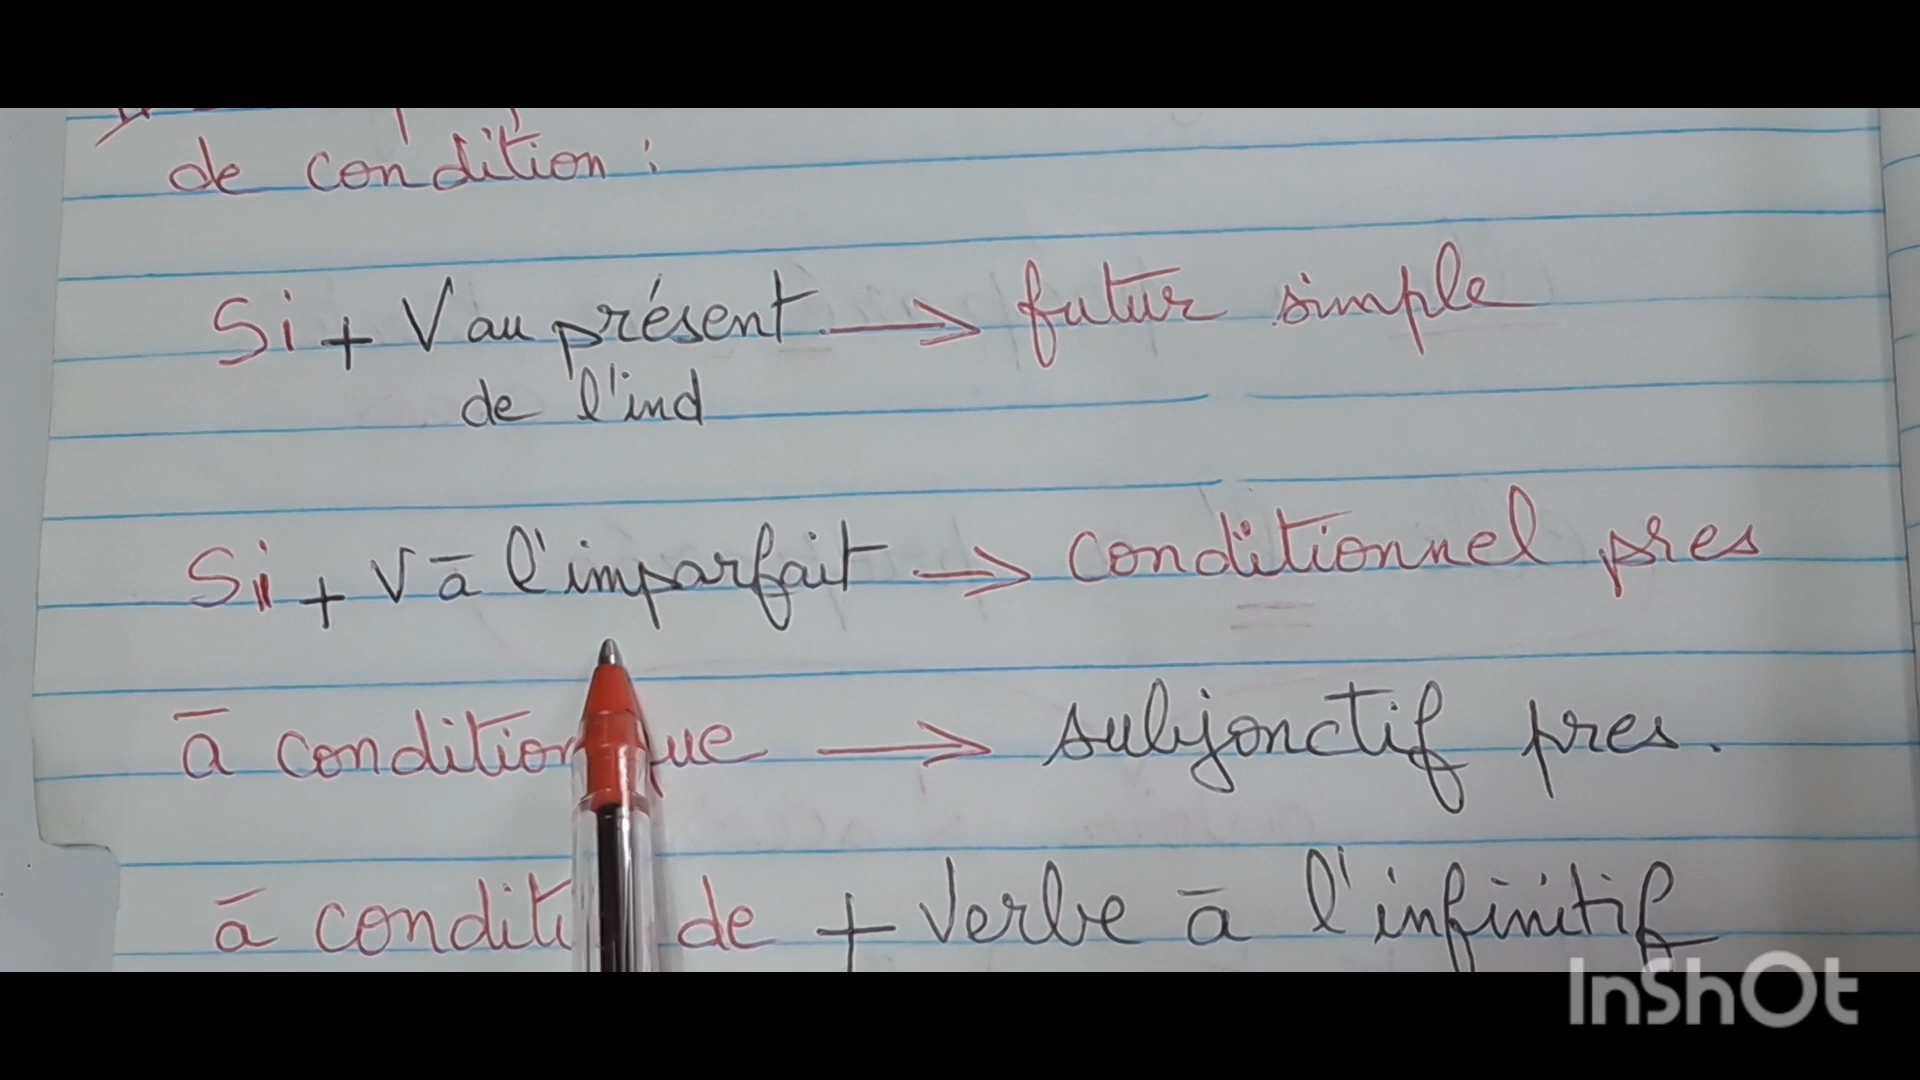 de condition :
Si + V au présent → futur simple
de l'ind
Si + V à l'imparfait → conditionnel pres
à condition que → subjonctif pres.
à condit de + verbe à l'infinitif
InShOt